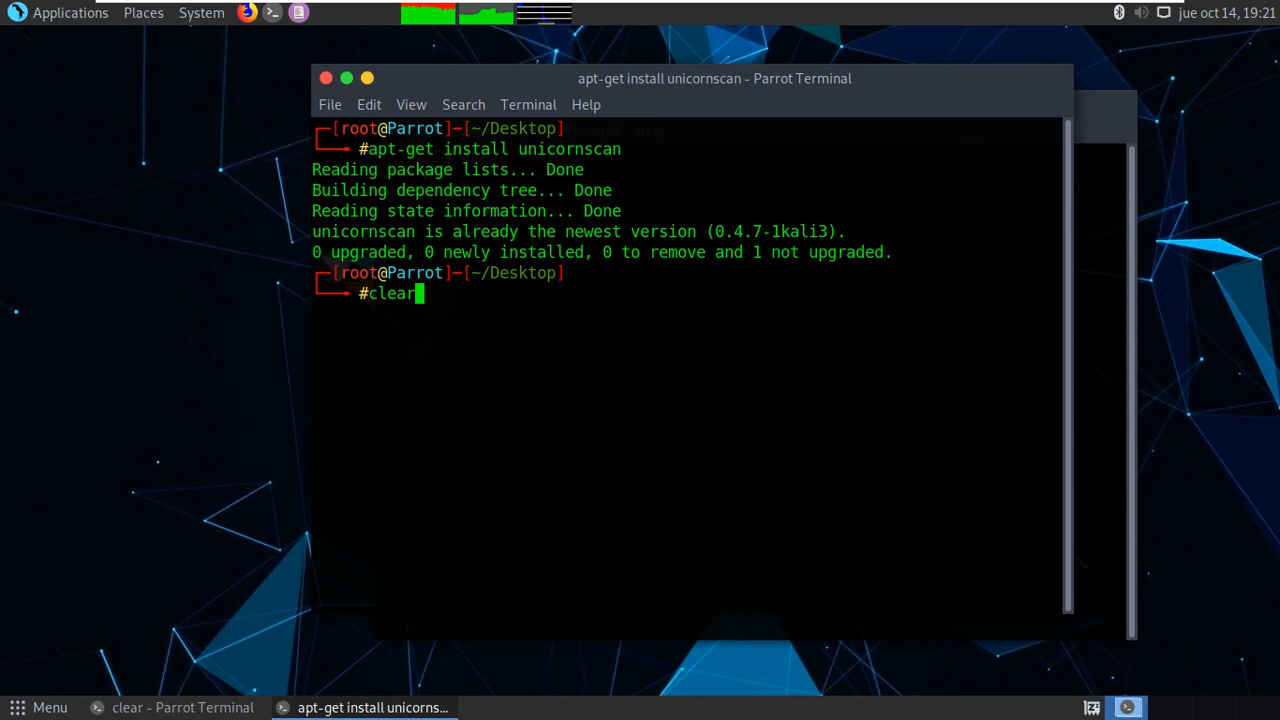 Applications Places System
jue oct 14, 19:21
apt-get install unicornscan - Parrot Terminal
File Edit View Search Terminal Help
┌─[root@Parrot]─[~/Desktop]
└──╼ #apt-get install unicornscan
Reading package lists... Done
Building dependency tree... Done
Reading state information... Done
unicornscan is already the newest version (0.4.7-1kali3).
0 upgraded, 0 newly installed, 0 to remove and 1 not upgraded.
┌─[root@Parrot]─[~/Desktop]
└──╼ #clear
Menu clear - Parrot Terminal apt-get install unicorns...